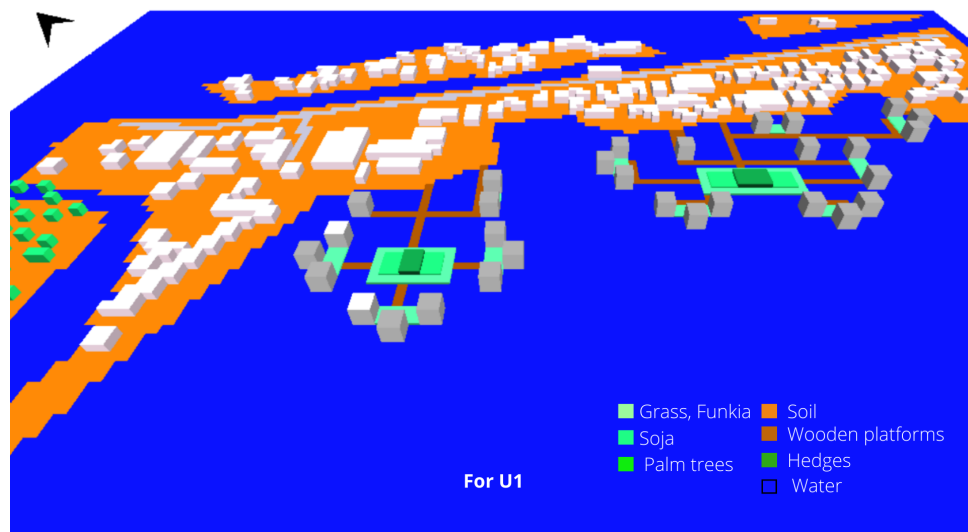 Grass, Funkia
Soil
Soja
Wooden platforms
Palm trees
Hedges
For U1
Water